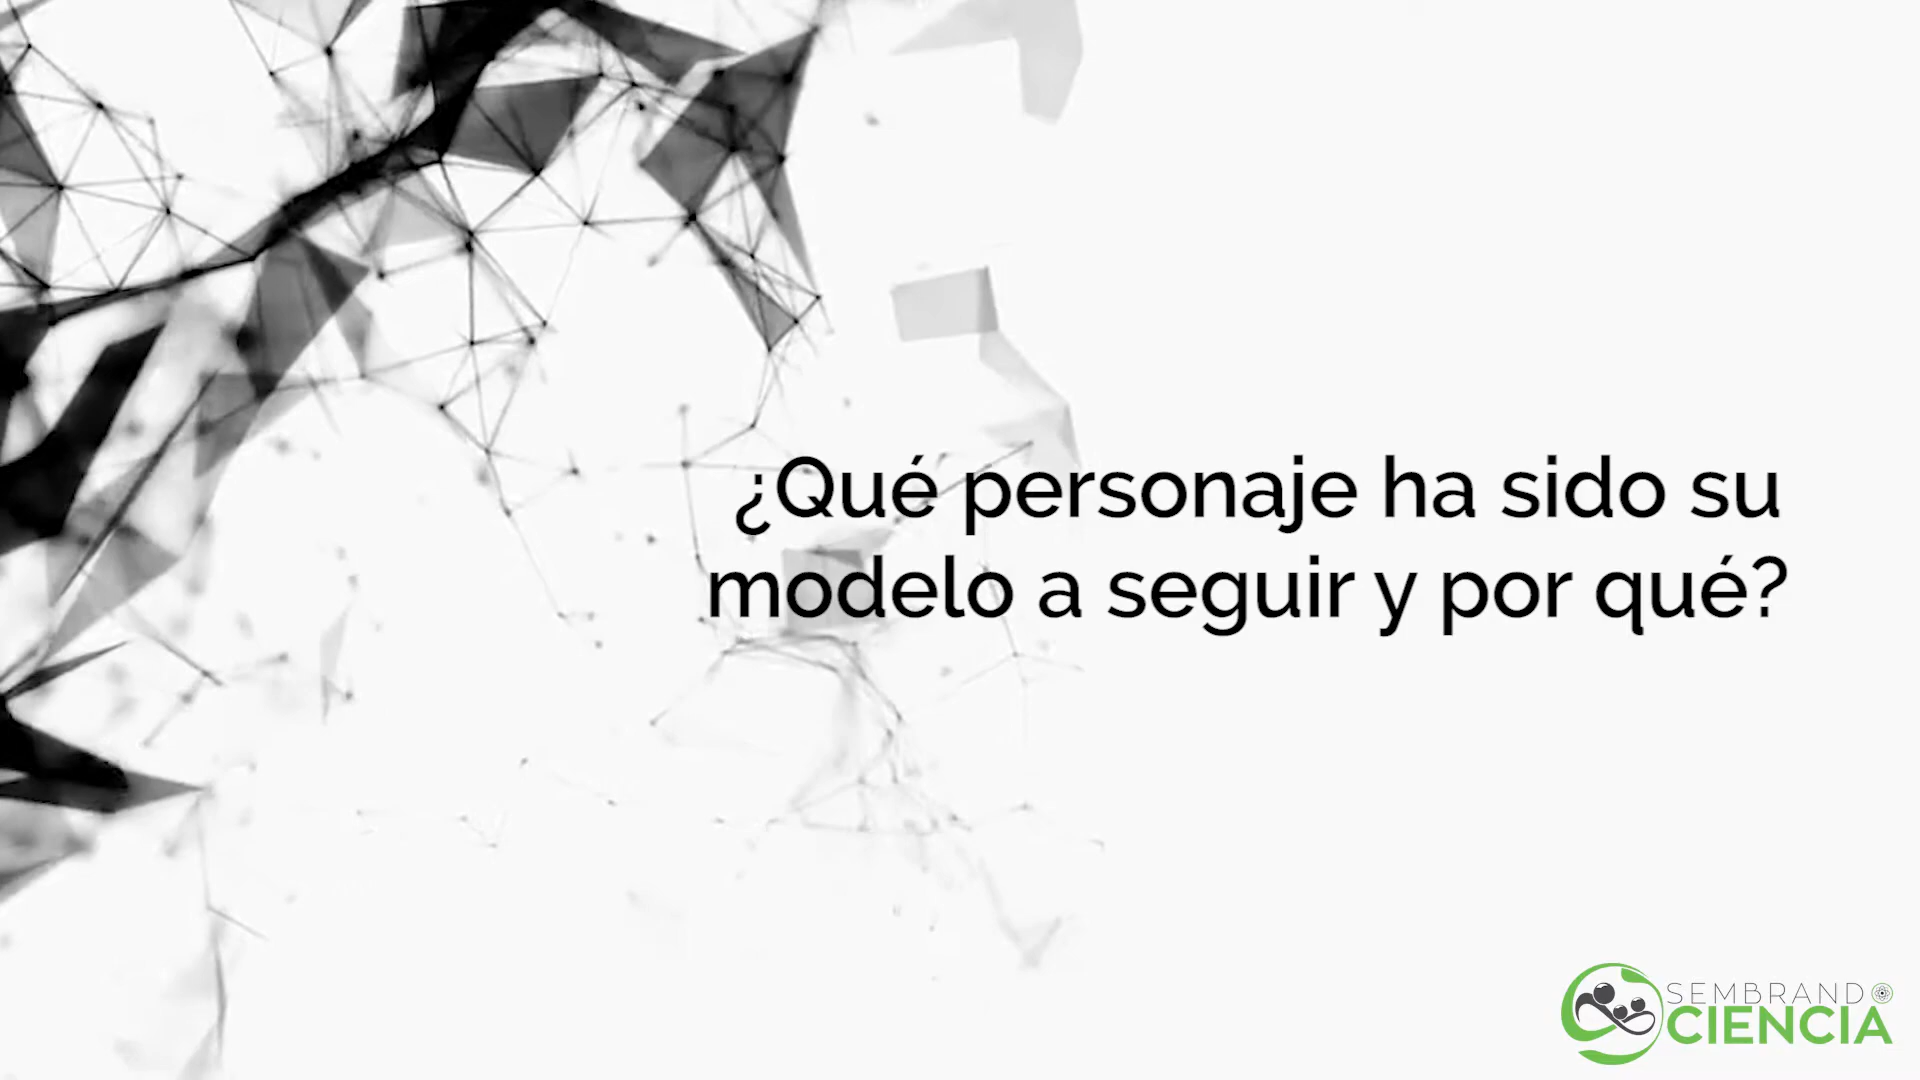 ¿Qué personaje ha sido su
modelo a seguir y por qué?
SEMBRANDO
CIENCIA